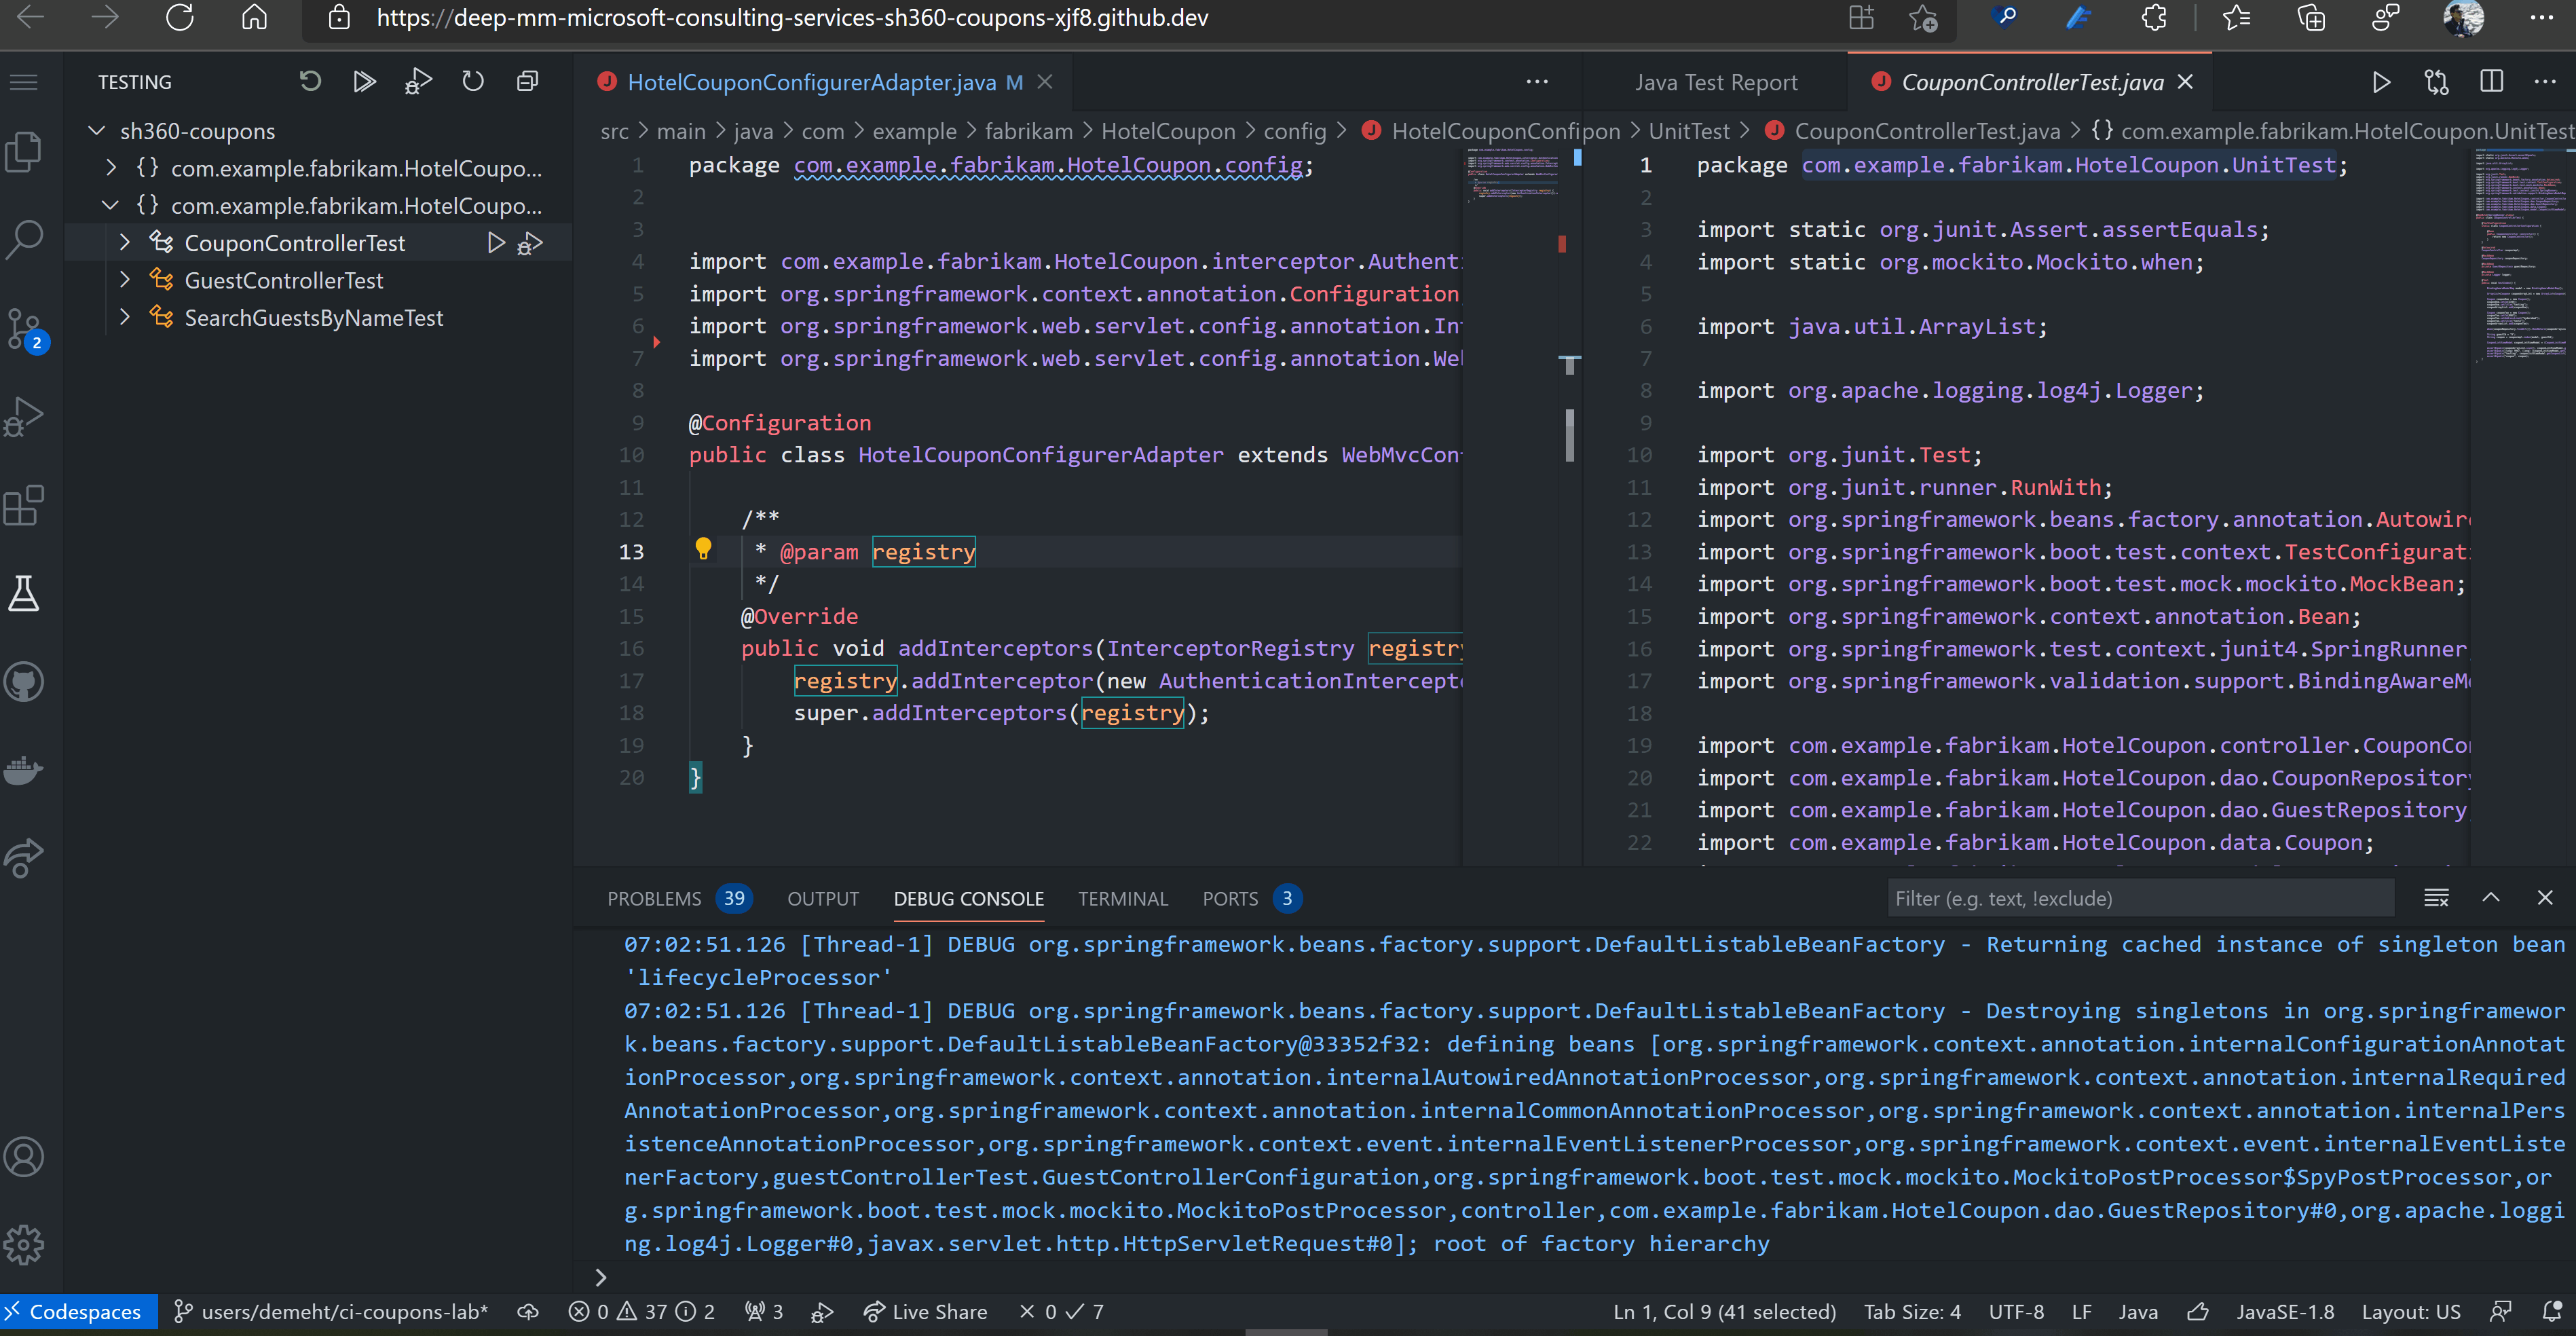 https://deep-mm-microsoft-consulting-services-sh360-coupons-xjf8.github.dev
TESTING
sh360-coupons
{} com.example.fabrikam.HotelCoupo...
{} com.example.fabrikam.HotelCoupo...
CouponControllerTest
GuestControllerTest
SearchGuestsByNameTest
2
J HotelCouponConfigurerAdapter.java M
src > main > java > com > example > fabrikam > HotelCoupon > config > J HotelCouponConfi
1 package com.example.fabrikam.HotelCoupon.config;
2
3
4 import com.example.fabrikam.HotelCoupon.interceptor.Authent
5 import org.springframework.context.annotation.Configuration
6 import org.springframework.web.servlet.config.annotation.In
7 import org.springframework.web.servlet.config.annotation.We
8
9 @Configuration
10 public class HotelCouponConfigurerAdapter extends WebMvcCon
11
12 /**
13 * @param registry
14 */
15 @Override
16 public void addInterceptors(InterceptorRegistry registry
17 registry.addInterceptor(new AuthenticationIntercept
18 super.addInterceptors(registry);
19 }
20 }
Java Test Report
J CouponControllerTest.java
pon > UnitTest > J CouponControllerTest.java > {} com.example.fabrikam.HotelCoupon.UnitTest
1 package com.example.fabrikam.HotelCoupon.UnitTest;
2
3 import static org.junit.Assert.assertEquals;
4 import static org.mockito.Mockito.when;
5
6 import java.util.ArrayList;
7
8 import org.apache.logging.log4j.Logger;
9
10 import org.junit.Test;
11 import org.junit.runner.RunWith;
12 import org.springframework.beans.factory.annotation.Autowir
13 import org.springframework.boot.test.context.TestConfigurat
14 import org.springframework.boot.test.mock.mockito.MockBean;
15 import org.springframework.context.annotation.Bean;
16 import org.springframework.test.context.junit4.SpringRunner
17 import org.springframework.validation.support.BindingAwareM
18
19 import com.example.fabrikam.HotelCoupon.controller.CouponCo
20 import com.example.fabrikam.HotelCoupon.dao.CouponRepository
21 import com.example.fabrikam.HotelCoupon.dao.GuestRepository
22 import com.example.fabrikam.HotelCoupon.data.Coupon;
PROBLEMS 39 OUTPUT DEBUG CONSOLE TERMINAL PORTS 3
Filter (e.g. text, !exclude)
07:02:51.126 [Thread-1] DEBUG org.springframework.beans.factory.support.DefaultListableBeanFactory - Returning cached instance of singleton bean
'lifecycleProcessor'
07:02:51.126 [Thread-1] DEBUG org.springframework.beans.factory.support.DefaultListableBeanFactory - Destroying singletons in org.springframewor
k.beans.factory.support.DefaultListableBeanFactory@33352f32: defining beans [org.springframework.context.annotation.internalConfigurationAnnotat
ionProcessor,org.springframework.context.annotation.internalAutowiredAnnotationProcessor,org.springframework.context.annotation.internalRequired
AnnotationProcessor,org.springframework.context.annotation.internalCommonAnnotationProcessor,org.springframework.context.annotation.internalPers
istenceAnnotationProcessor,org.springframework.context.event.internalEventListenerProcessor,org.springframework.context.event.internalEventListe
nerFactory,guestControllerTest.GuestControllerConfiguration,org.springframework.boot.test.mock.mockito.MockitoPostProcessor$SpyPostProcessor,or
g.springframework.boot.test.mock.mockito.MockitoPostProcessor,controller,com.example.fabrikam.HotelCoupon.dao.GuestRepository#0,org.apache.loggi
ng.log4j.Logger#0,javax.servlet.http.HttpServletRequest#0]; root of factory hierarchy
Codespaces users/demeht/ci-coupons-lab* 0 37 2 3 Live Share 0 7 Ln 1, Col 9 (41 selected) Tab Size: 4 UTF-8 LF Java JavaSE-1.8 Layout: US